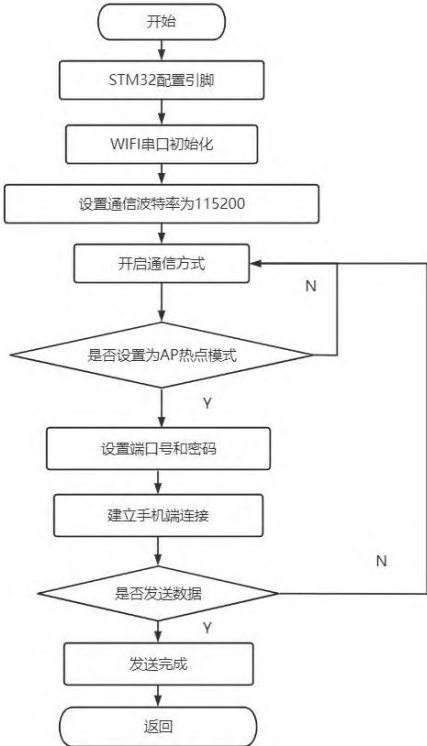 开始
STM32配置引脚
WIFI串口初始化
设置通信波特率为115200
开启通信方式
N
是否设置为AP热点模式
Y
设置端口号和密码
建立手机端连接
N
是否发送数据
Y
发送完成
返回